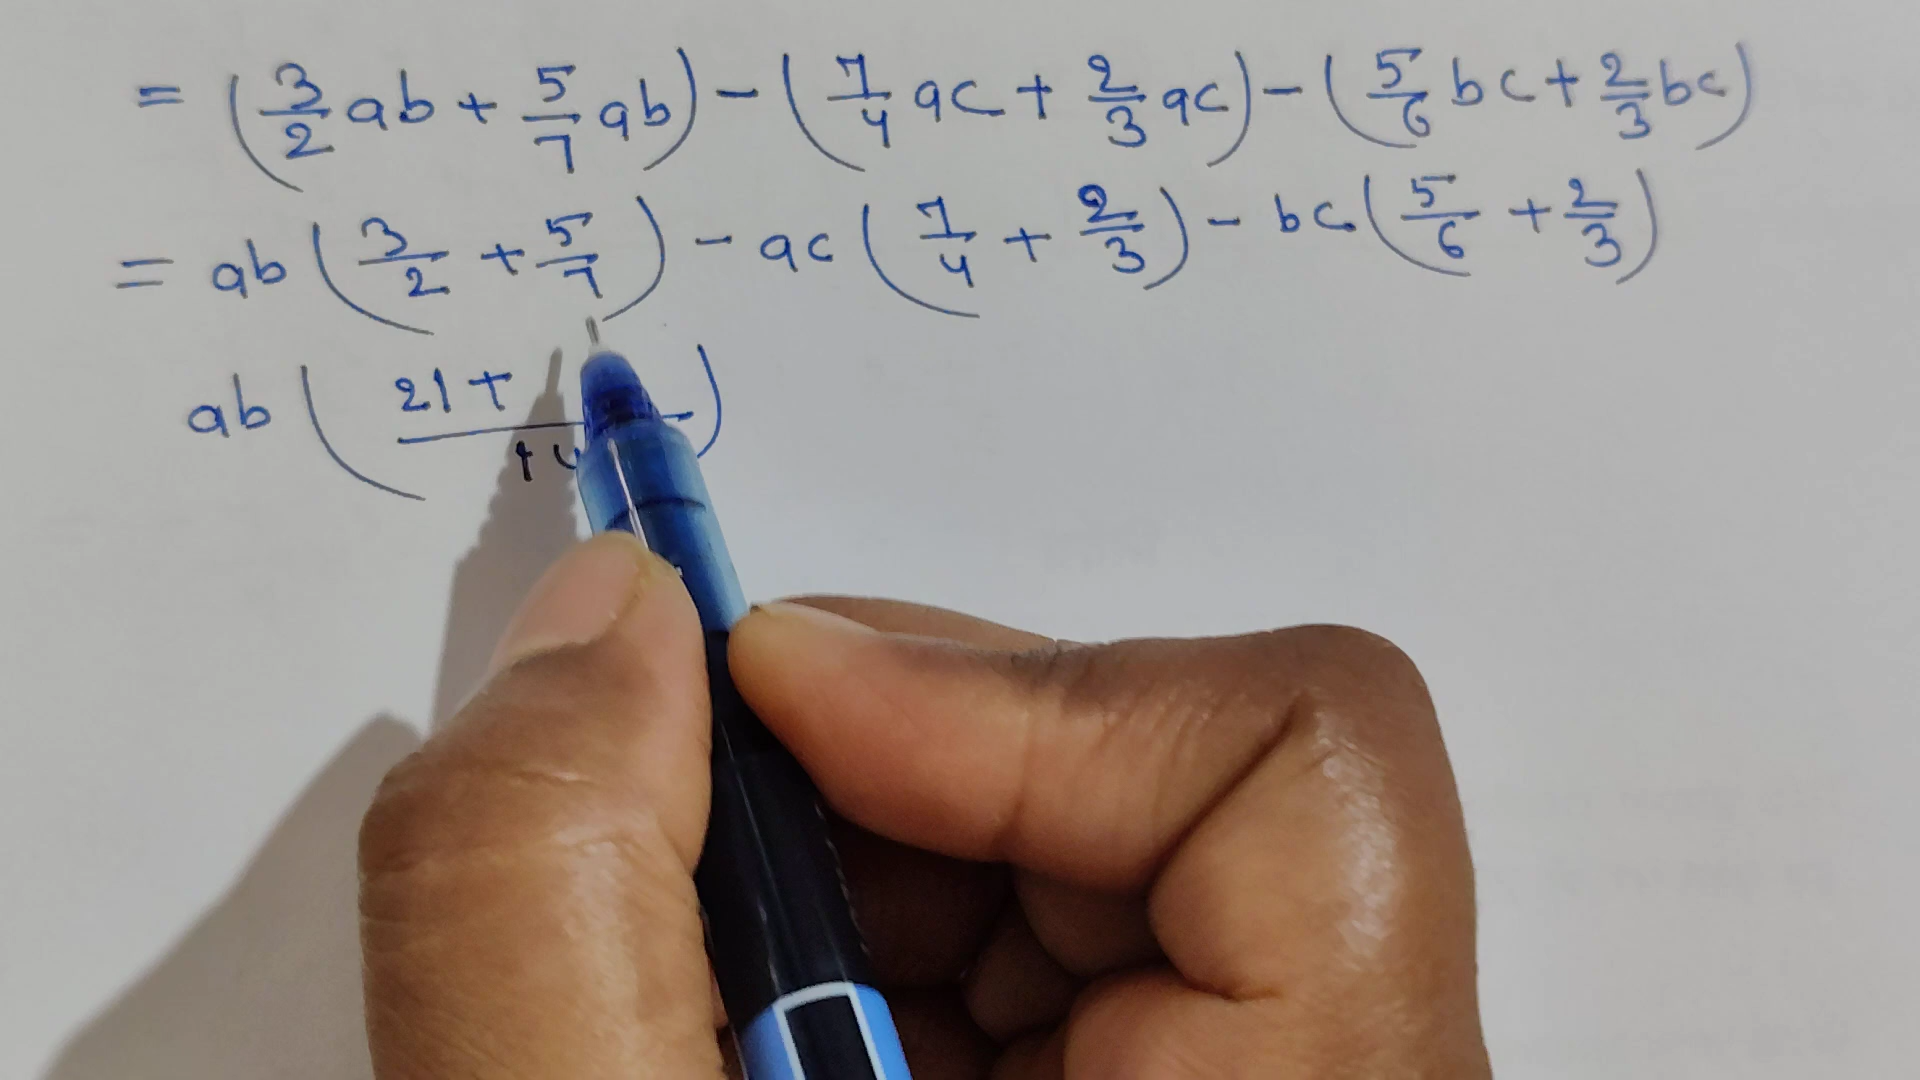 = (3/2 ab + 5/7 ab) - (7/4 ac + 2/3 ac) - (5/6 bc + 2/3 bc)
= ab (3/2 + 5/7) - ac (7/4 + 2/3) - bc (5/6 + 2/3)
ab (21 + / 14)